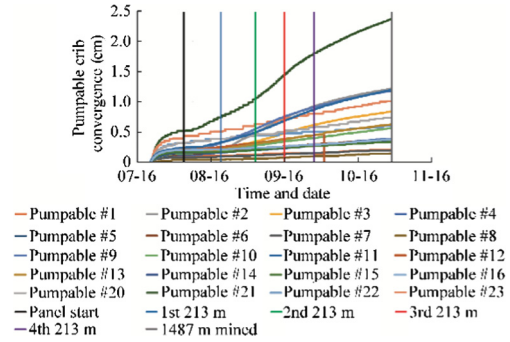 2.5
2.0
1.5
1.0
0.5
0
Pumpable crib
convergence (cm)
07-16 08-16 09-16 10-16 11-16
Time and date
Pumpable #1 Pumpable #2 Pumpable #3 Pumpable #4
Pumpable #5 Pumpable #6 Pumpable #7 Pumpable #8
Pumpable #9 Pumpable #10 Pumpable #11 Pumpable #12
Pumpable #13 Pumpable #14 Pumpable #15 Pumpable #16
Pumpable #20 Pumpable #21 Pumpable #22 Pumpable #23
Panel start 1st 213 m 2nd 213 m 3rd 213 m
4th 213 m 1487 m mined